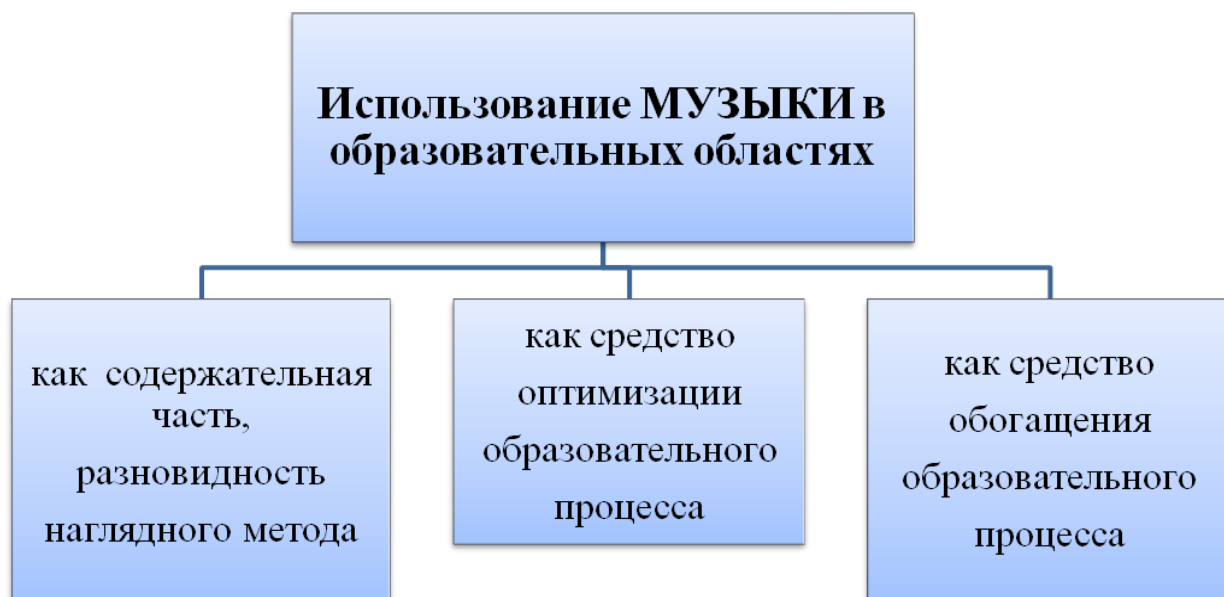 Использование МУЗЫКИ в
образовательных областях
как содержательная
часть,
разновидность
наглядного метода
как средство
оптимизации
образовательного
процесса
как средство
обогащения
образовательного
процесса